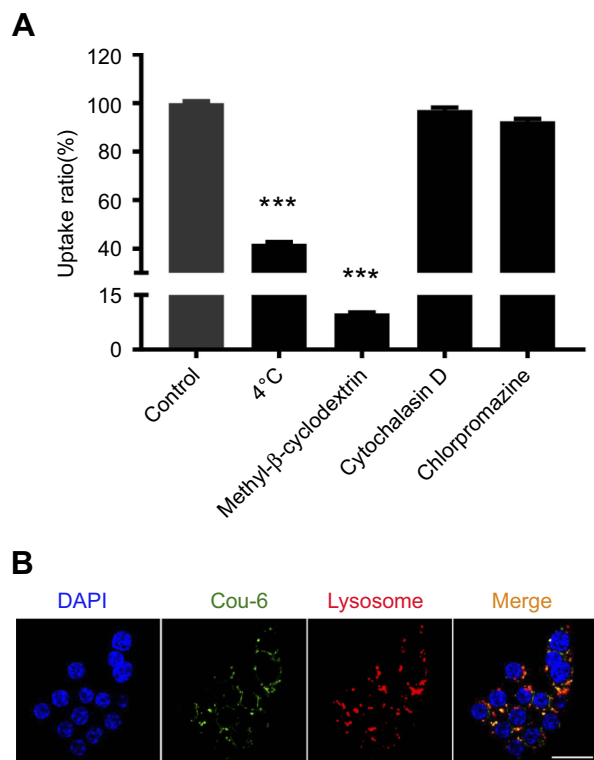 A
120
100
80
60
40
15
0
Uptake ratio(%)
***
***
Control
4°C
Methyl-β-cyclodextrin
Cytochalasin D
Chlorpromazine
B
DAPI Cou-6 Lysosome Merge